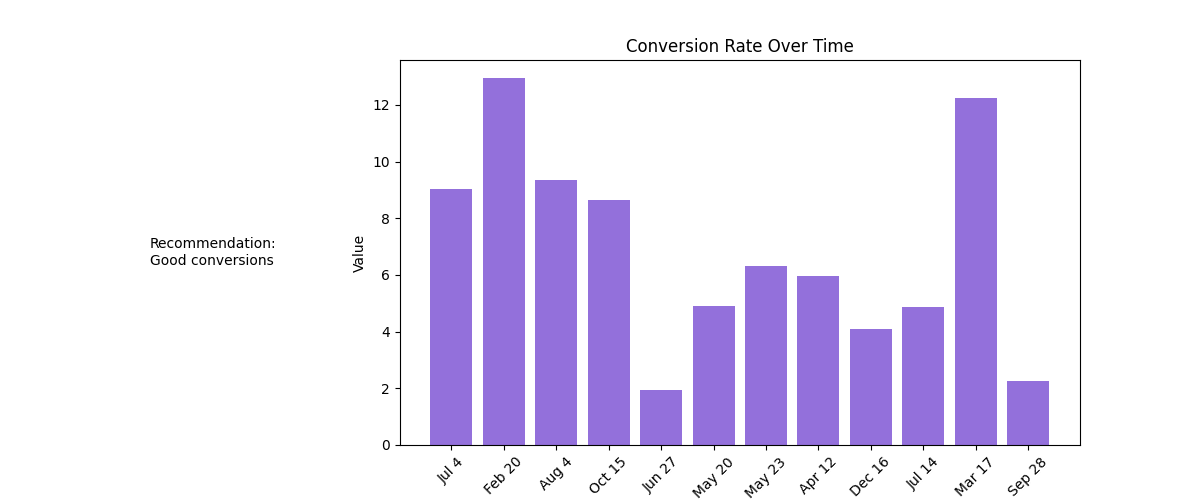 Conversion Rate Over Time
Recommendation:
Good conversions
Value
12
10
8
6
4
2
0
Jul 4
Feb 20
Aug 4
Oct 15
Jun 27
May 20
May 23
Apr 12
Dec 16
Jul 14
Mar 17
Sep 28